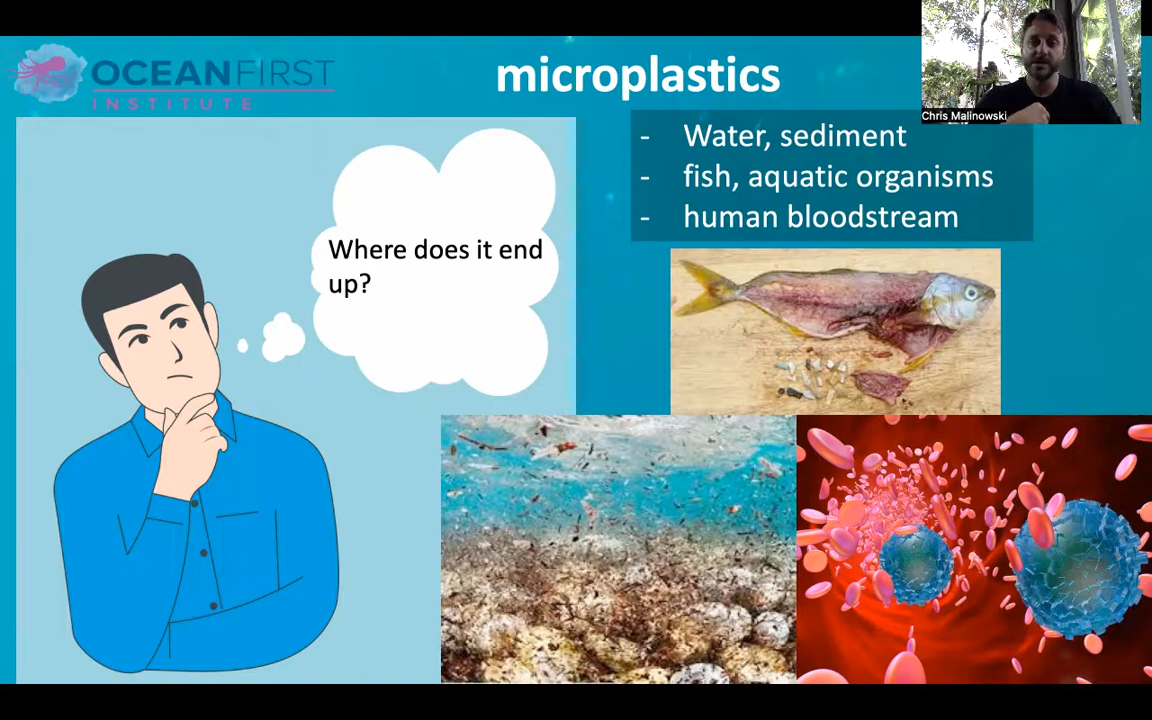 OCEANFIRST
INSTITUTE
microplastics
Chris Malinowski
- Water, sediment
- fish, aquatic organisms
- human bloodstream
Where does it end
up?